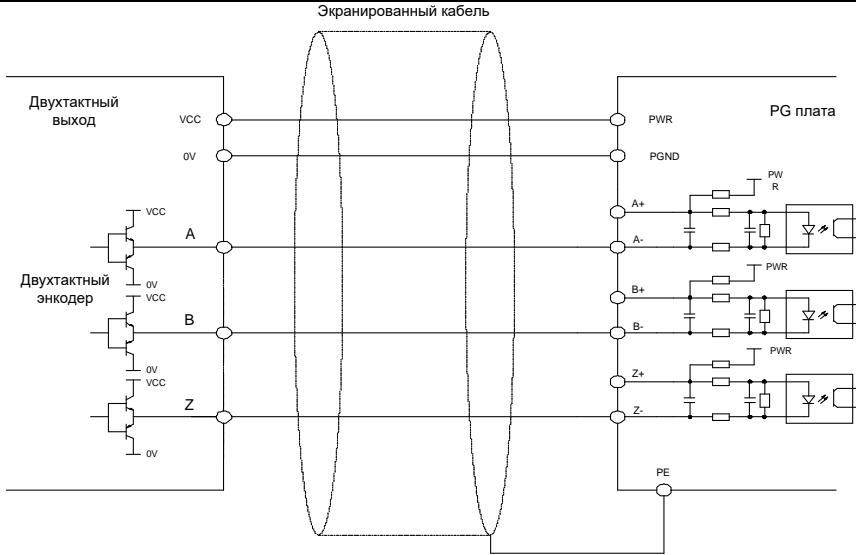 Экранированный кабель
Двухтактный
выход
VCC
PWR
PG плата
0V
PGND
PW
R
A+
VCC
A
A-
0V
Двухтактный
энкодер
PWR
VCC
B+
B
B-
0V
PWR
VCC
Z+
Z
Z-
0V
PE